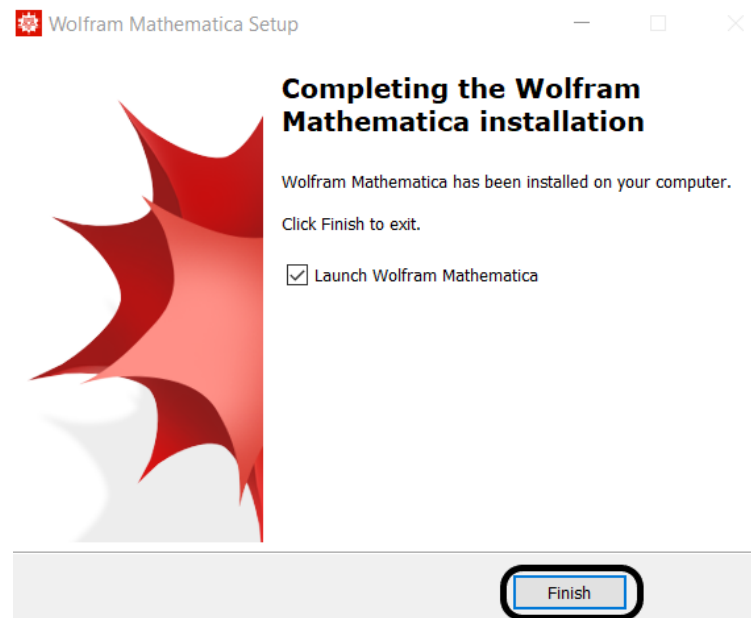 Wolfram Mathematica Setup
Completing the Wolfram
Mathematica installation
Wolfram Mathematica has been installed on your computer.
Click Finish to exit.
Launch Wolfram Mathematica
Finish